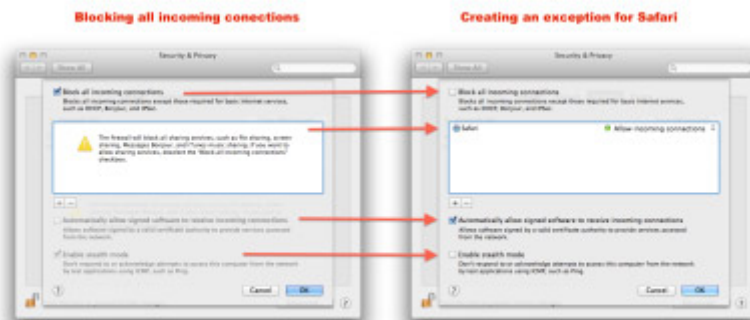 Blocking all incoming conections
Creating an exception for Safari
Security & Privacy
Show All
Block all incoming connections
Blocks all incoming connections except those required for basic Internet services,
such as DHCP, Bonjour, and IPSec.
The firewall will block all sharing services, such as file sharing, screen
sharing, Messages Bonjour, and iTunes music sharing. If you want to
allow sharing services, deselect the "Block all incoming connections"
checkbox.
Automatically allow signed software to receive incoming connections
Allows software signed by a valid certificate authority to provide services accessed
from the network.
Enable stealth mode
Don't respond to or acknowledge attempts to access this computer from the network
by test applications using ICMP, such as Ping.
Cancel
OK
Security & Privacy
Show All
Block all incoming connections
Blocks all incoming connections except those required for basic Internet services,
such as DHCP, Bonjour, and IPSec.
Safari
Allow incoming connections
Automatically allow signed software to receive incoming connections
Allows software signed by a valid certificate authority to provide services accessed
from the network.
Enable stealth mode
Don't respond to or acknowledge attempts to access this computer from the network
by test applications using ICMP, such as Ping.
Cancel
OK